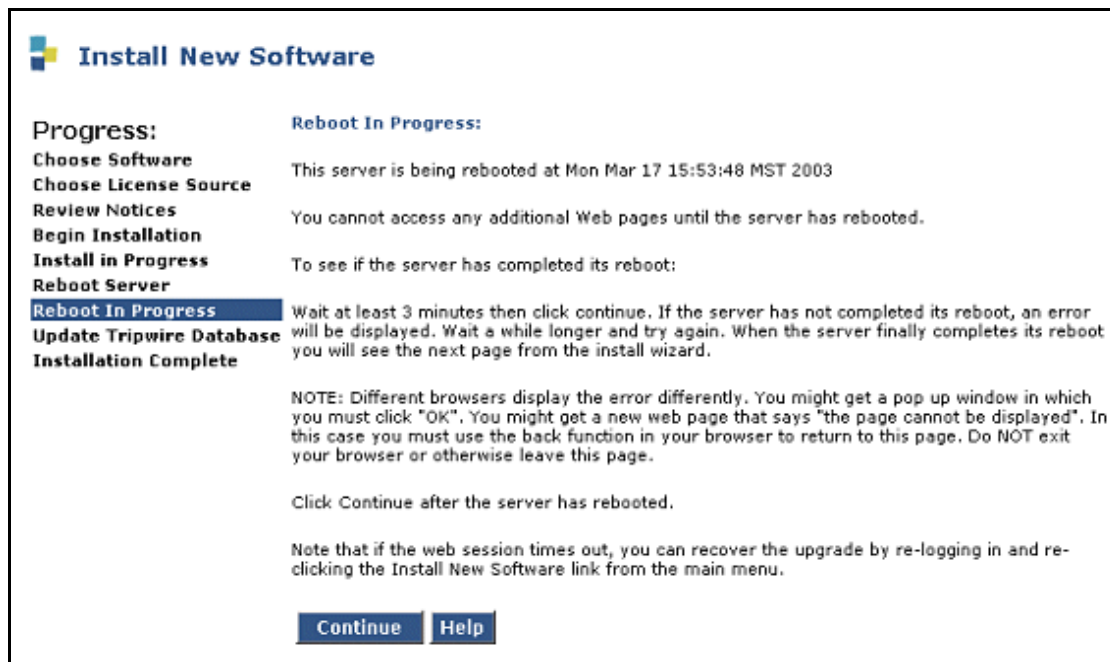 Install New Software
Progress:
Choose Software
Choose License Source
Review Notices
Begin Installation
Install in Progress
Reboot Server
Reboot In Progress
Update Tripwire Database
Installation Complete
Reboot In Progress:
This server is being rebooted at Mon Mar 17 15:53:48 MST 2003
You cannot access any additional Web pages until the server has rebooted.
To see if the server has completed its reboot:
Wait at least 3 minutes then click continue. If the server has not completed its reboot, an error
will be displayed. Wait a while longer and try again. When the server finally completes its reboot
you will see the next page from the install wizard.
NOTE: Different browsers display the error differently. You might get a pop up window in which
you must click "OK". You might get a new web page that says "the page cannot be displayed". In
this case you must use the back function in your browser to return to this page. Do NOT exit
your browser or otherwise leave this page.
Click Continue after the server has rebooted.
Note that if the web session times out, you can recover the upgrade by re-logging in and re-
clicking the Install New Software link from the main menu.
Continue
Help